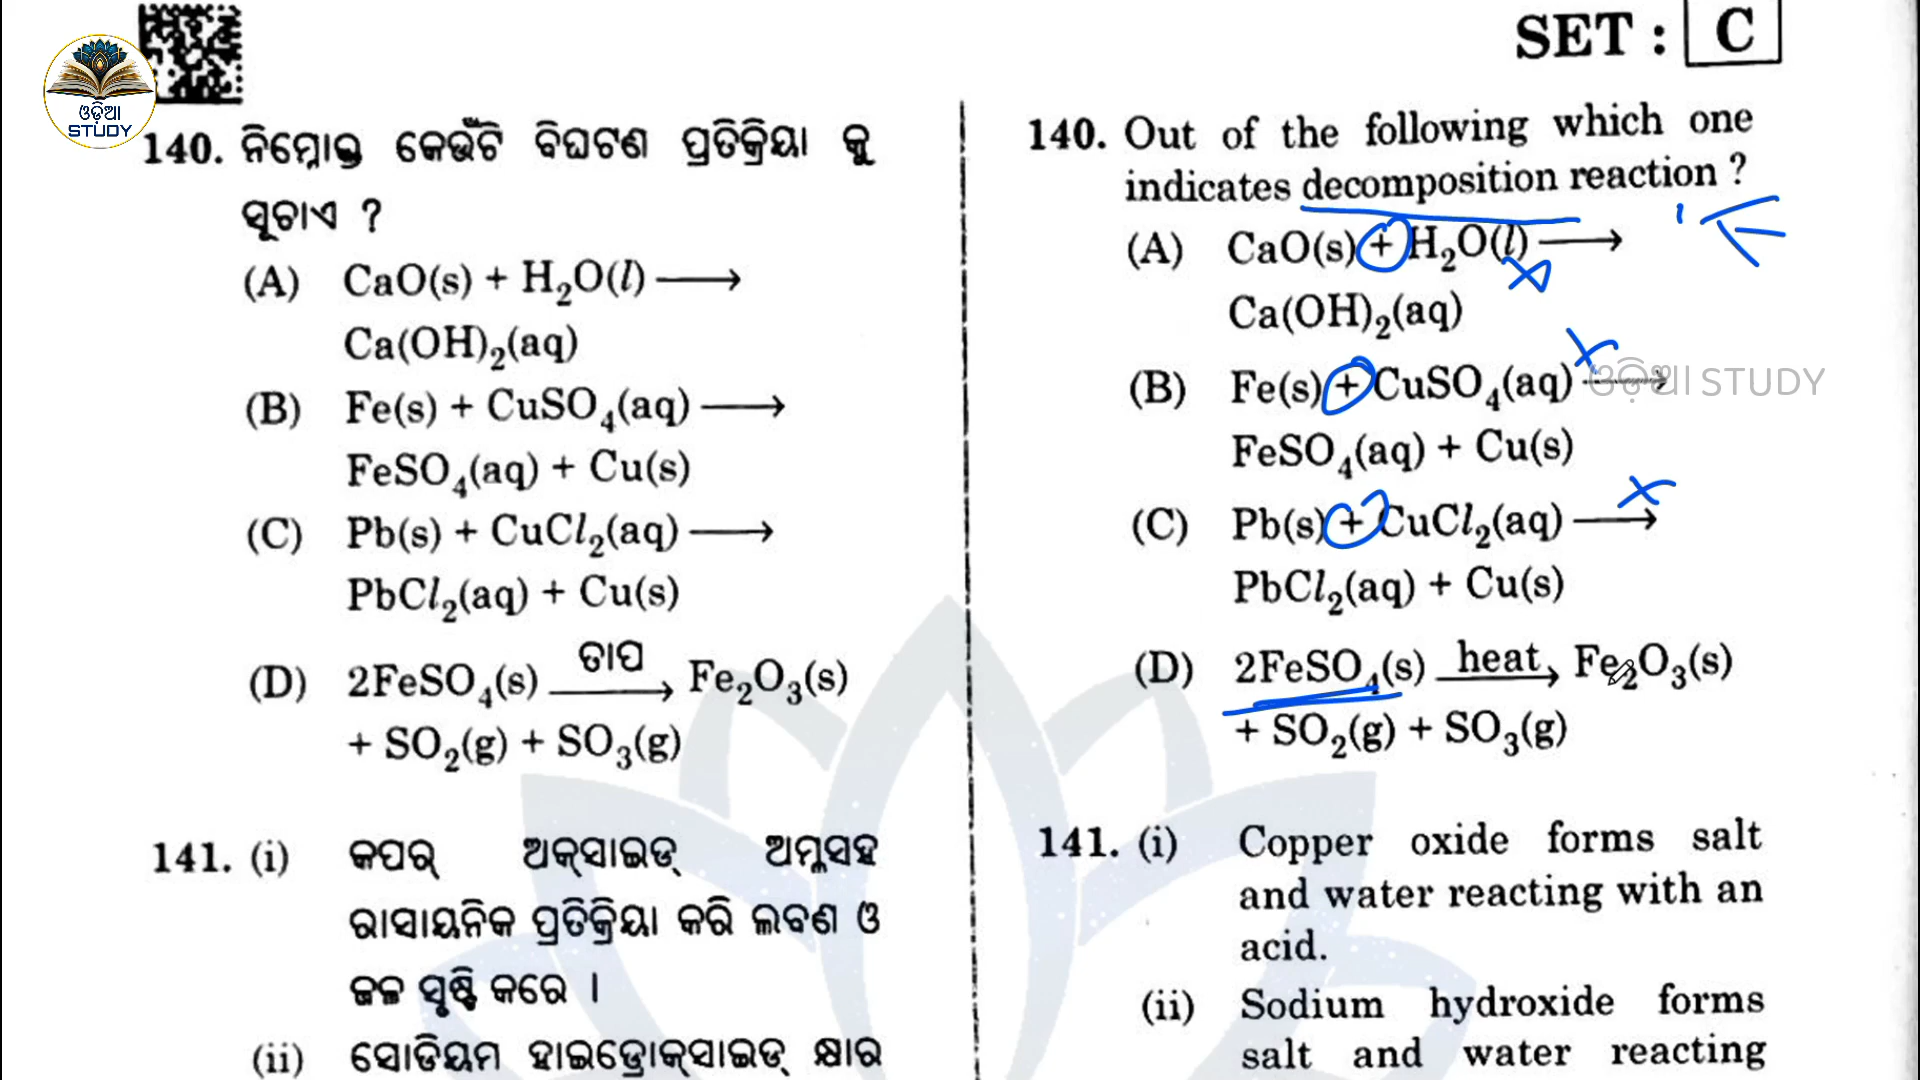 ଓଡ଼ିଆ
STUDY
SET : C
140. ନିମ୍ନୋକ୍ତ କେଉଁଟି ବିଘଟଣ ପ୍ରତିକ୍ରିୟା କୁ
ସୂଚାଏ ?
(A) CaO(s) + H₂O(l) ⟶
Ca(OH)₂(aq)
(B) Fe(s) + CuSO₄(aq) ⟶
FeSO₄(aq) + Cu(s)
(C) Pb(s) + CuCl₂(aq) ⟶
PbCl₂(aq) + Cu(s)
(D) 2FeSO₄(s) ତାପ⟶ Fe₂O₃(s)
+ SO₂(g) + SO₃(g)
141. (i) କପର୍ ଅକ୍ସାଇଡ୍ ଅମ୍ଳସହ
ରାସାୟନିକ ପ୍ରତିକ୍ରିୟା କରି ଲବଣ ଓ
ଜଳ ସୃଷ୍ଟି କରେ ।
(ii) ସୋଡିୟମ ହାଇଡ୍ରୋକ୍ସାଇଡ୍ କ୍ଷାର
140. Out of the following which one
indicates decomposition reaction ?
(A) CaO(s) + H₂O(l) ⟶
Ca(OH)₂(aq)
(B) Fe(s) + CuSO₄(aq) ⟶
ଓଡ଼ିଆ STUDY
FeSO₄(aq) + Cu(s)
(C) Pb(s) + CuCl₂(aq) ⟶
PbCl₂(aq) + Cu(s)
(D) 2FeSO₄(s) heat⟶ Fe₂O₃(s)
+ SO₂(g) + SO₃(g)
141. (i) Copper oxide forms salt
and water reacting with an
acid.
(ii) Sodium hydroxide forms
salt and water reacting